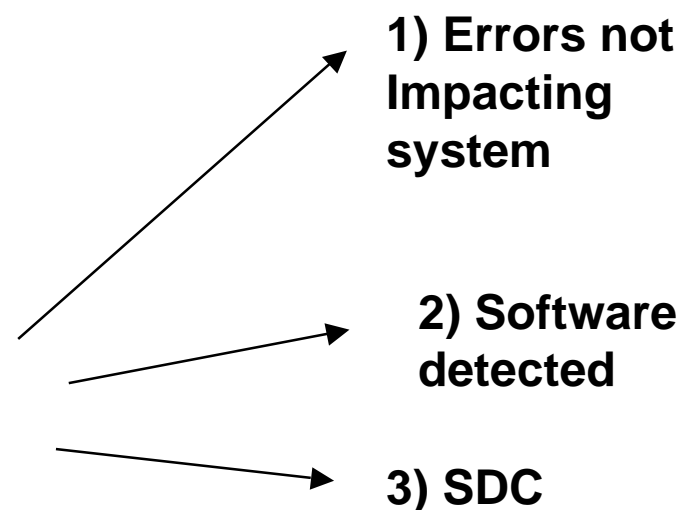 1) Errors not
Impacting
system
2) Software
detected
3) SDC